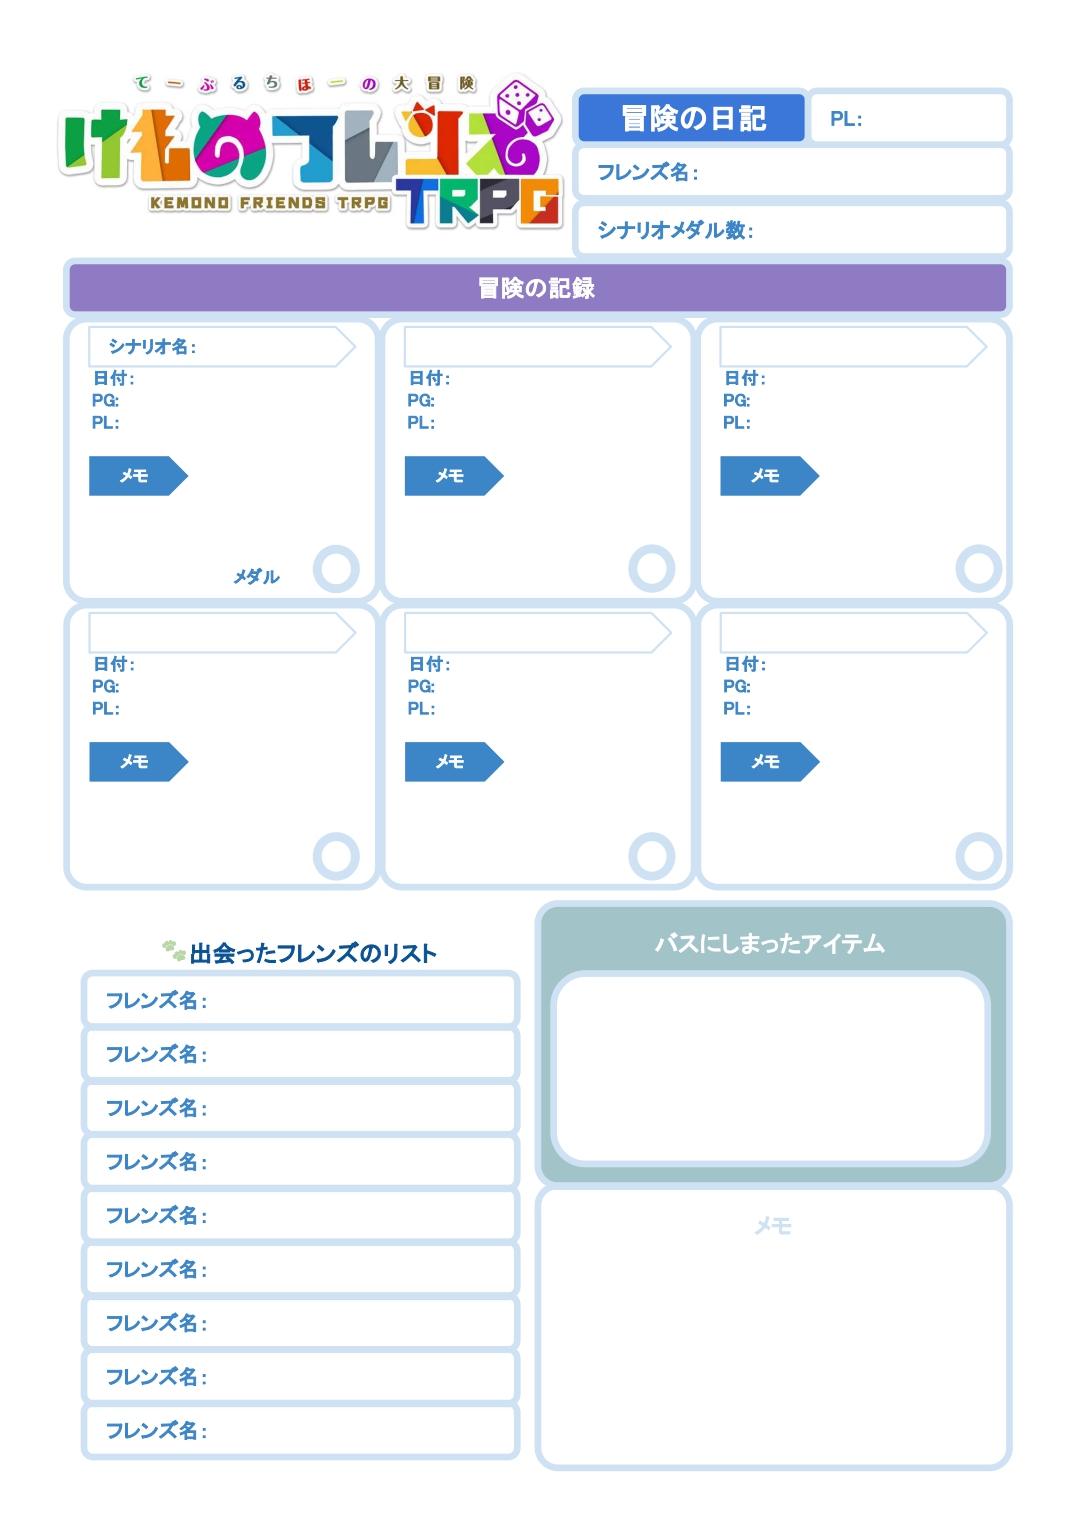 てーぶるちほーの大冒険
けものフレンズ
TRPG
KEMONO FRIENDS TRPG
冒険の日記
PL:
フレンズ名:
シナリオメダル数:
冒険の記録
シナリオ名:
日付:
PG:
PL:
メモ
メダル
日付:
PG:
PL:
メモ
日付:
PG:
PL:
メモ
日付:
PG:
PL:
メモ
日付:
PG:
PL:
メモ
日付:
PG:
PL:
メモ
出会ったフレンズのリスト
フレンズ名:
フレンズ名:
フレンズ名:
フレンズ名:
フレンズ名:
フレンズ名:
フレンズ名:
フレンズ名:
フレンズ名:
バスにしまったアイテム
メモ